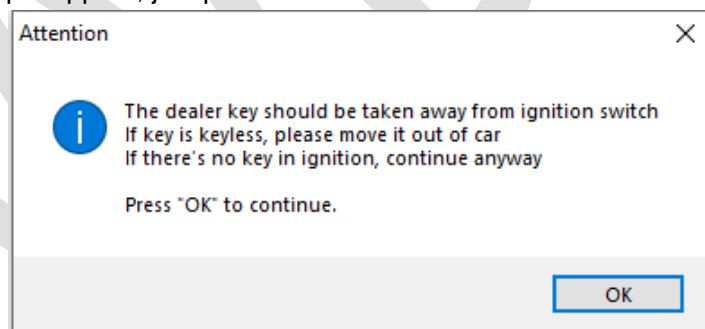 Attention
The dealer key should be taken away from ignition switch
If key is keyless, please move it out of car
If there's no key in ignition, continue anyway
Press "OK" to continue.
OK